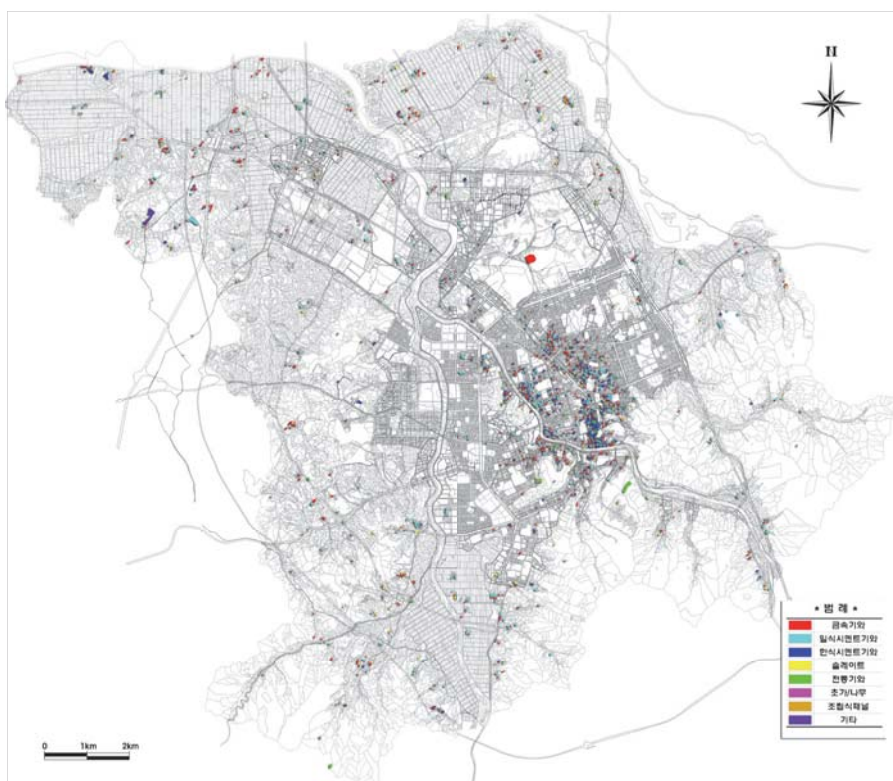 N
★ 범 례 ★
금속기와
일식시멘트기와
한식시멘트기와
슬레이트
전통기와
초가/나무
조립식패널
기타
0 1km 2km